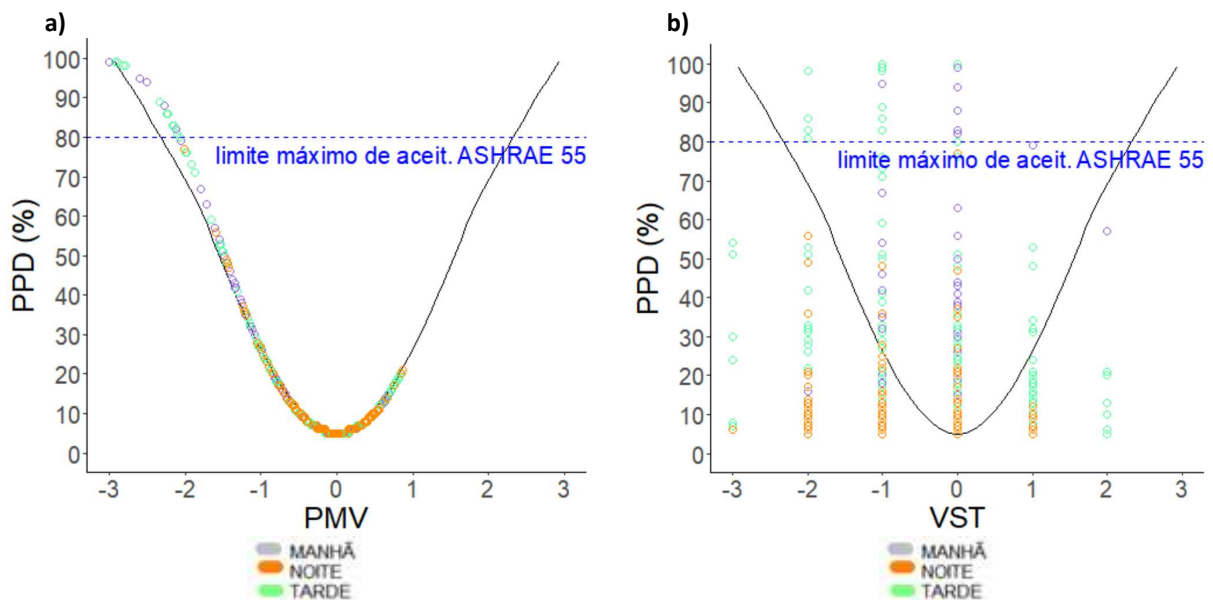 a)
PPD (%)
100
90
80
70
60
50
40
30
20
10
0
limite máximo de aceit. ASHRAE 55
-3 -2 -1 0 1 2 3
PMV
MANHÃ
NOITE
TARDE
b)
PPD (%)
100
90
80
70
60
50
40
30
20
10
0
limite máximo de aceit. ASHRAE 55
-3 -2 -1 0 1 2 3
VST
MANHÃ
NOITE
TARDE